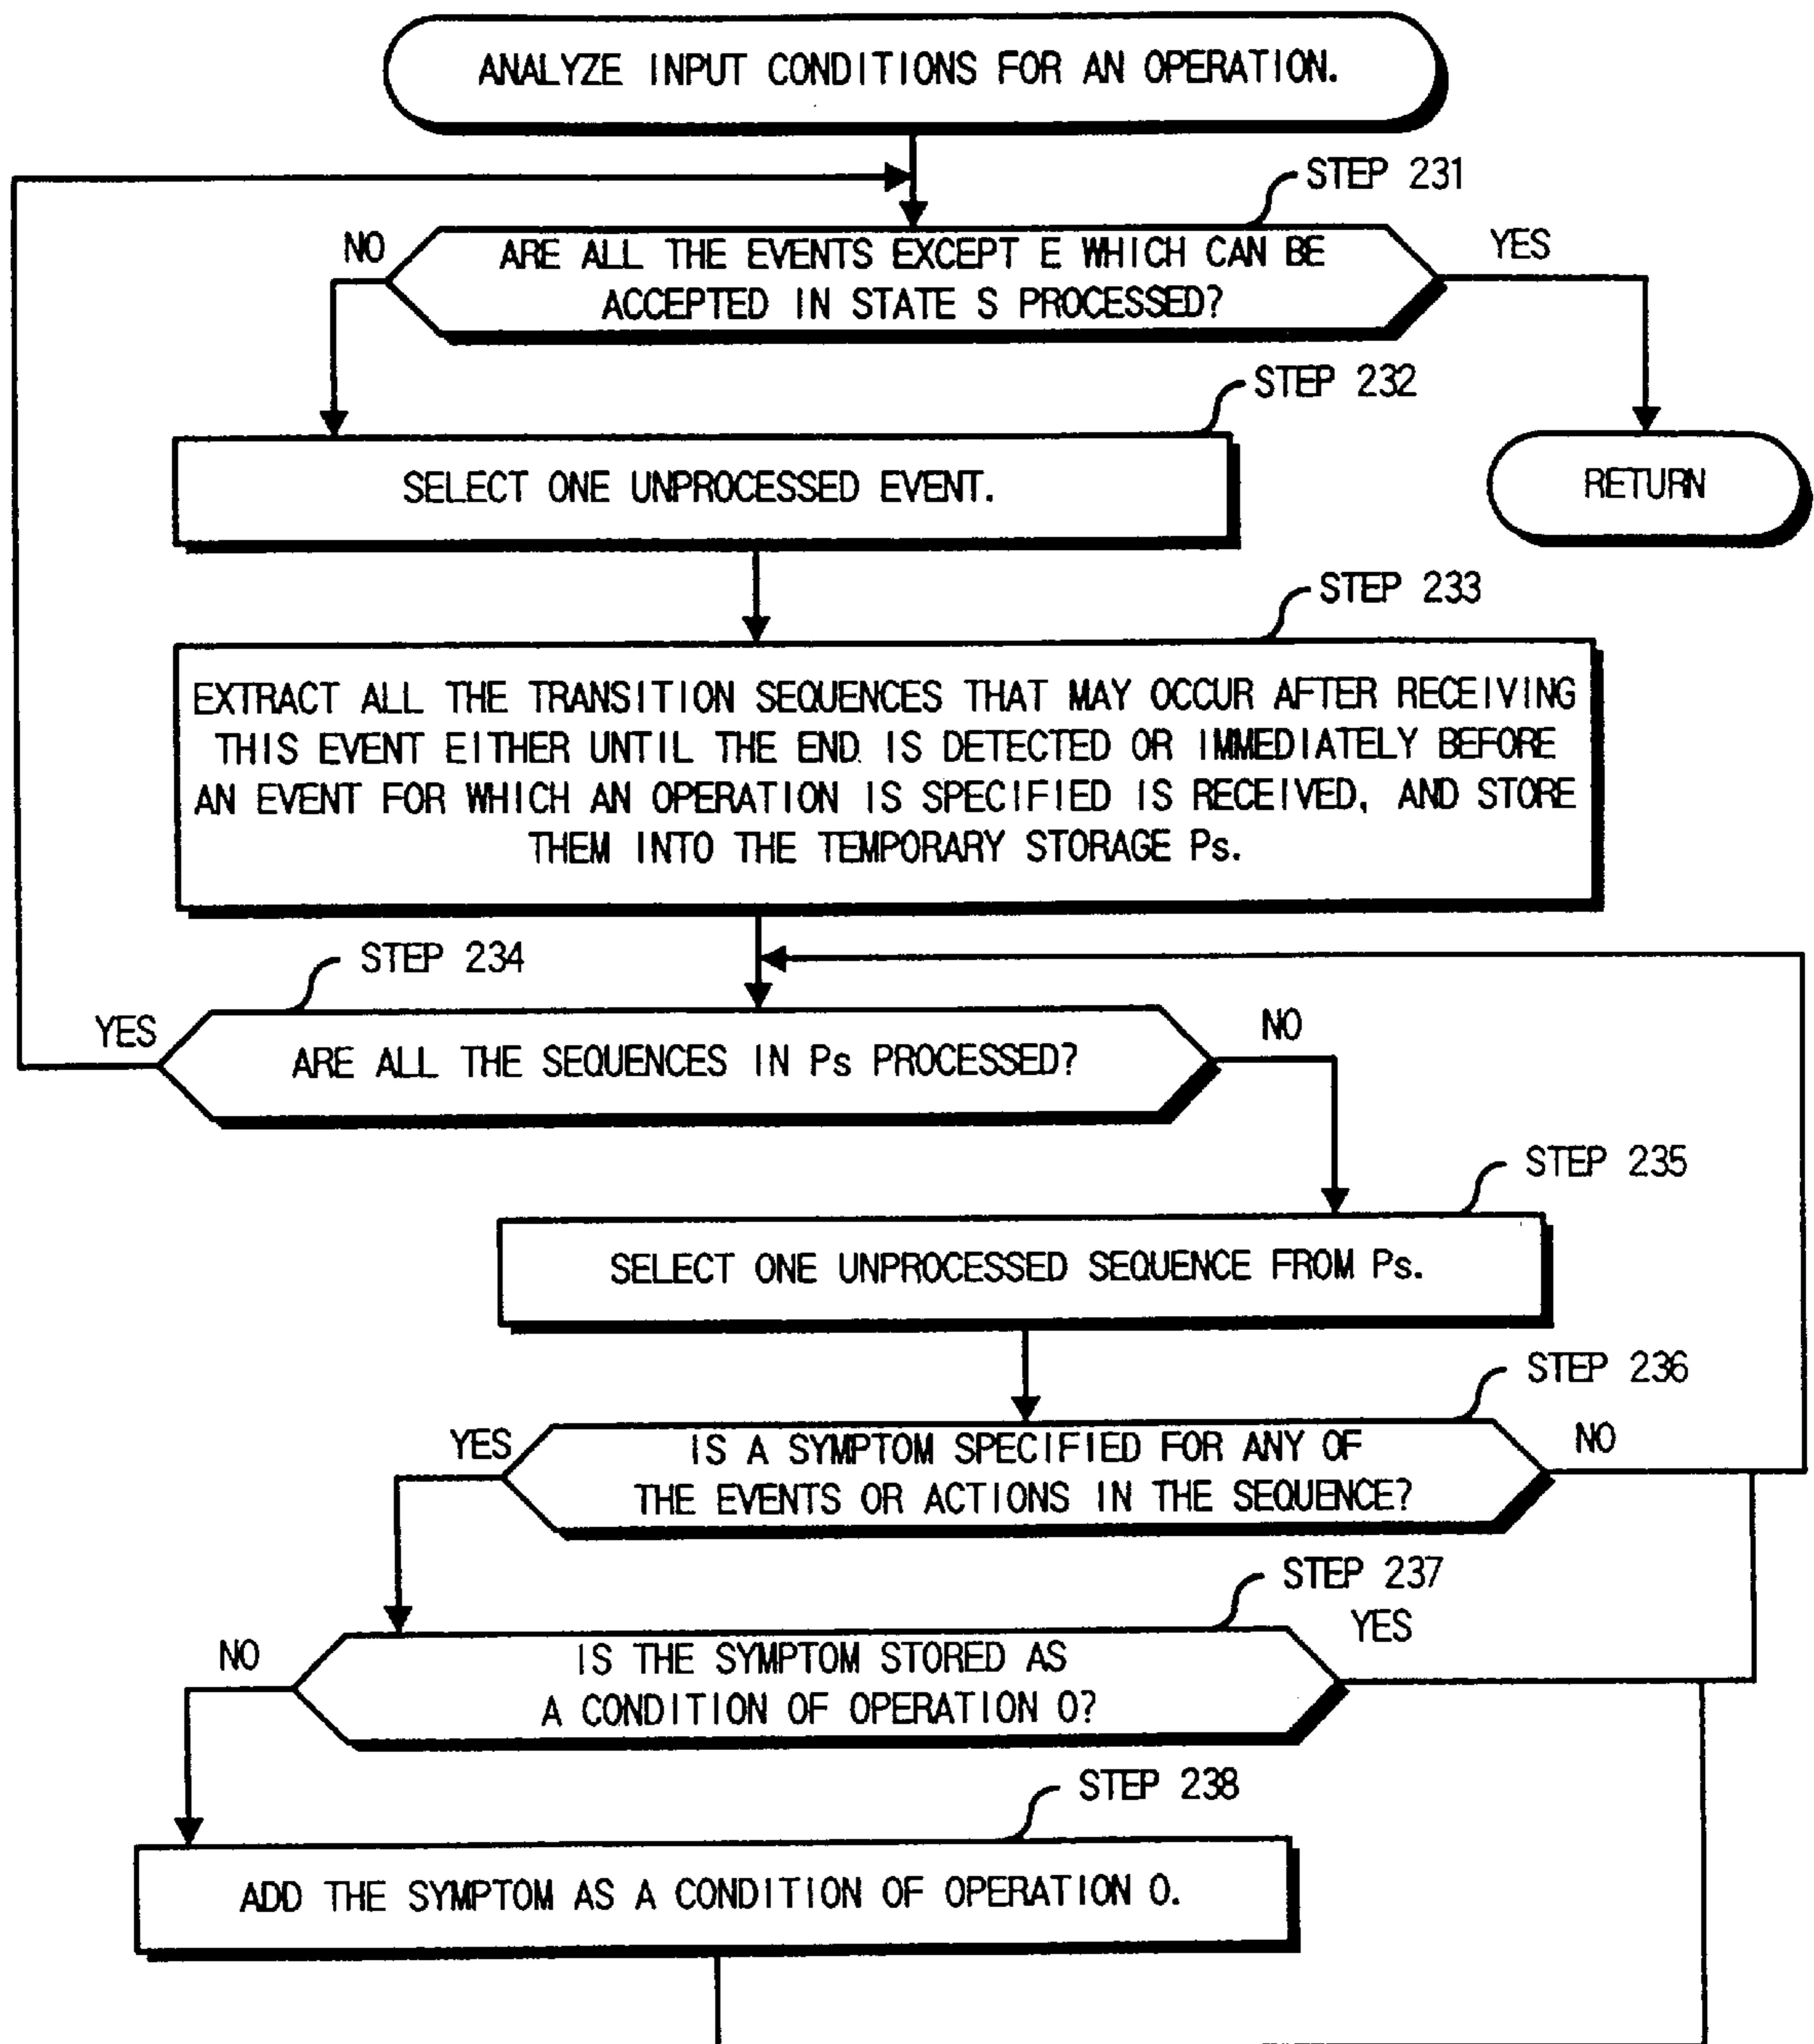 ANALYZE INPUT CONDITIONS FOR AN OPERATION.
STEP 231
NO
ARE ALL THE EVENTS EXCEPT E WHICH CAN BE
ACCEPTED IN STATE S PROCESSED?
YES
STEP 232
SELECT ONE UNPROCESSED EVENT.
RETURN
STEP 233
EXTRACT ALL THE TRANSITION SEQUENCES THAT MAY OCCUR AFTER RECEIVING
THIS EVENT EITHER UNTIL THE END IS DETECTED OR IMMEDIATELY BEFORE
AN EVENT FOR WHICH AN OPERATION IS SPECIFIED IS RECEIVED, AND STORE
THEM INTO THE TEMPORARY STORAGE Ps.
STEP 234
YES
ARE ALL THE SEQUENCES IN Ps PROCESSED?
NO
STEP 235
SELECT ONE UNPROCESSED SEQUENCE FROM Ps.
STEP 236
YES
IS A SYMPTOM SPECIFIED FOR ANY OF
THE EVENTS OR ACTIONS IN THE SEQUENCE?
NO
STEP 237
NO
IS THE SYMPTOM STORED AS
A CONDITION OF OPERATION O?
YES
STEP 238
ADD THE SYMPTOM AS A CONDITION OF OPERATION O.